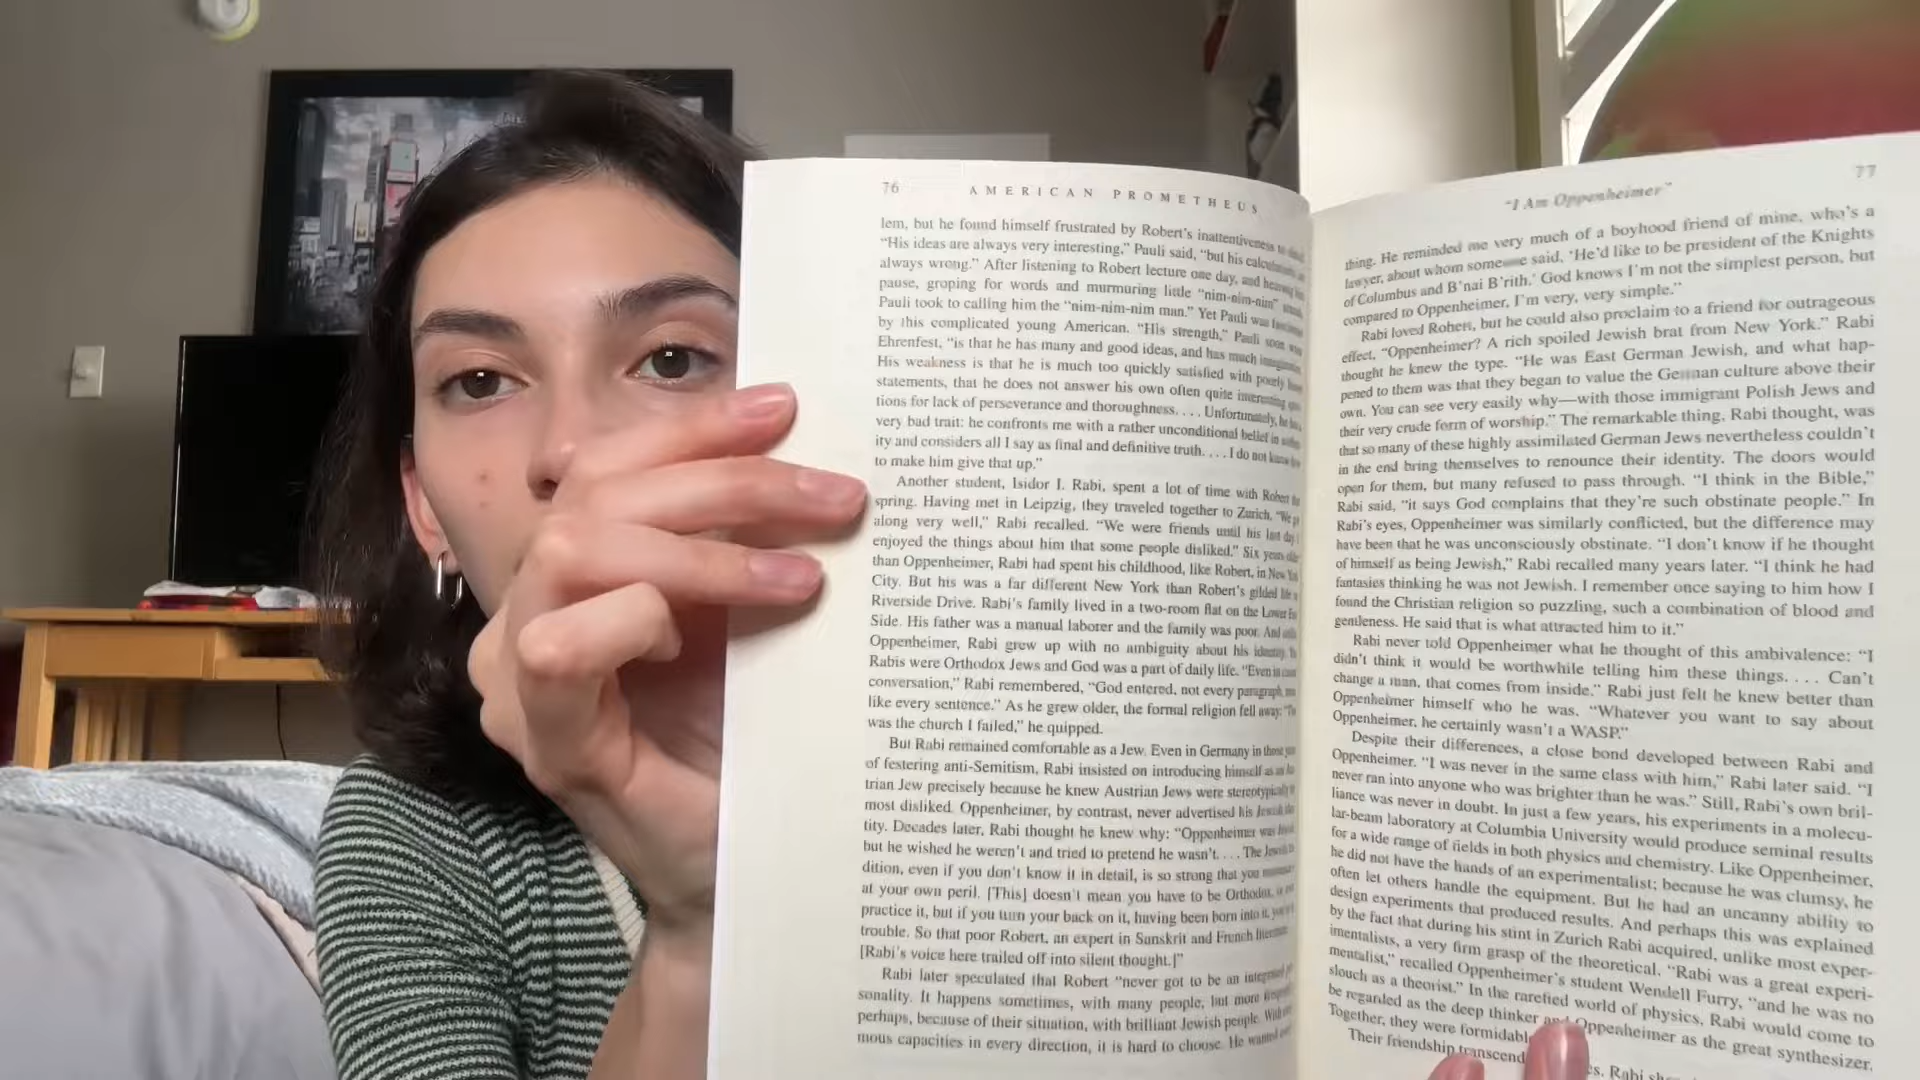 76
AMERICAN PROMETHEUS
lem, but he found himself frustrated by Robert's inattentiveness to
"His ideas are always very interesting," Pauli said, "but his
always wrong." After listening to Robert lecture one day, and
pause, groping for words and murmuring little "nim-nim-nim"
Pauli took to calling him the "nim-nim-nim man." Yet Pauli was
by this complicated young American. "His strength," Pauli soon
Ehrenfest, "is that he has many and good ideas, and has much
His weakness is that he is much too quickly satisfied with poorly
statements, that he does not answer his own often quite interesting
tions for lack of perseverance and thoroughness. . . . Unfortunately, he
very bad trait: he confronts me with a rather unconditional belief in
ity and considers all I say as final and definitive truth. . . . I do not know
to make him give that up."
Another student, Isidor I. Rabi, spent a lot of time with Robert
spring. Having met in Leipzig, they traveled together to Zurich. "We
along very well," Rabi recalled. "We were friends until his last day. I
enjoyed the things about him that some people disliked." Six years
than Oppenheimer, Rabi had spent his childhood, like Robert, in New
City. But his was a far different New York than Robert's gilded life
Riverside Drive. Rabi's family lived in a two-room flat on the Lower
Side. His father was a manual laborer and the family was poor. And
Oppenheimer, Rabi grew up with no ambiguity about his identity.
Rabis were Orthodox Jews and God was a part of daily life. "Even in
conversation," Rabi remembered, "God entered, not every paragraph,
like every sentence." As he grew older, the formal religion fell away:
was the church I failed," he quipped.
But Rabi remained comfortable as a Jew. Even in Germany in those
of festering anti-Semitism, Rabi insisted on introducing himself as an
trian Jew precisely because he knew Austrian Jews were stereotypically
most disliked. Oppenheimer, by contrast, never advertised his Jewish
tity. Decades later, Rabi thought he knew why: "Oppenheimer was
but he wished he weren't and tried to pretend he wasn't. . . . The
dition, even if you don't know it in detail, is so strong that you
at your own peril. [This] doesn't mean you have to be Orthodox,
practice it, but if you turn your back on it, having been born into it,
trouble. So that poor Robert, an expert in Sanskrit and French
[Rabi's voice here trailed off into silent thought.]"
Rabi later speculated that Robert "never got to be an
sonality. It happens sometimes, with many people, but more
perhaps, because of their situation, with brilliant Jewish people. With
mous capacities in every direction, it is hard to choose. He wanted
77
"I Am Oppenheimer"
thing. He reminded me very much of a boyhood friend of mine, who's a
lawyer, about whom someone said, 'He'd like to be president of the Knights
of Columbus and B'nai B'rith.' God knows I'm not the simplest person, but
compared to Oppenheimer, I'm very, very simple."
Rabi loved Robert, but he could also proclaim to a friend for outrageous
effect, "Oppenheimer? A rich spoiled Jewish brat from New York." Rabi
thought he knew the type. "He was East German Jewish, and what hap-
pened to them was that they began to value the German culture above their
own. You can see very easily why—with those immigrant Polish Jews and
their very crude form of worship." The remarkable thing, Rabi thought, was
that so many of these highly assimilated German Jews nevertheless couldn't
in the end bring themselves to renounce their identity. The doors would
open for them, but many refused to pass through. "I think in the Bible,"
Rabi said, "it says God complains that they're such obstinate people." In
Rabi's eyes, Oppenheimer was similarly conflicted, but the difference may
have been that he was unconsciously obstinate. "I don't know if he thought
of himself as being Jewish," Rabi recalled many years later. "I think he had
fantasies thinking he was not Jewish. I remember once saying to him how I
found the Christian religion so puzzling, such a combination of blood and
gentleness. He said that is what attracted him to it."
Rabi never told Oppenheimer what he thought of this ambivalence: "I
didn't think it would be worthwhile telling him these things. . . . Can't
change a man, that comes from inside." Rabi just felt he knew better than
Oppenheimer himself who he was. "Whatever you want to say about
Oppenheimer, he certainly wasn't a WASP."
Despite their differences, a close bond developed between Rabi and
Oppenheimer. "I was never in the same class with him," Rabi later said. "I
never ran into anyone who was brighter than he was." Still, Rabi's own bril-
liance was never in doubt. In just a few years, his experiments in a molecu-
lar-beam laboratory at Columbia University would produce seminal results
for a wide range of fields in both physics and chemistry. Like Oppenheimer,
he did not have the hands of an experimentalist; because he was clumsy, he
often let others handle the equipment. But he had an uncanny ability to
design experiments that produced results. And perhaps this was explained
by the fact that during his stint in Zurich Rabi acquired, unlike most exper-
imentalists, a very firm grasp of the theoretical. "Rabi was a great experi-
mentalist," recalled Oppenheimer's student Wendell Furry, "and he was no
slouch as a theorist." In the rarefied world of physics, Rabi would come to
be regarded as the deep thinker and Oppenheimer as the great synthesizer.
Together, they were
Their friendship Rabi